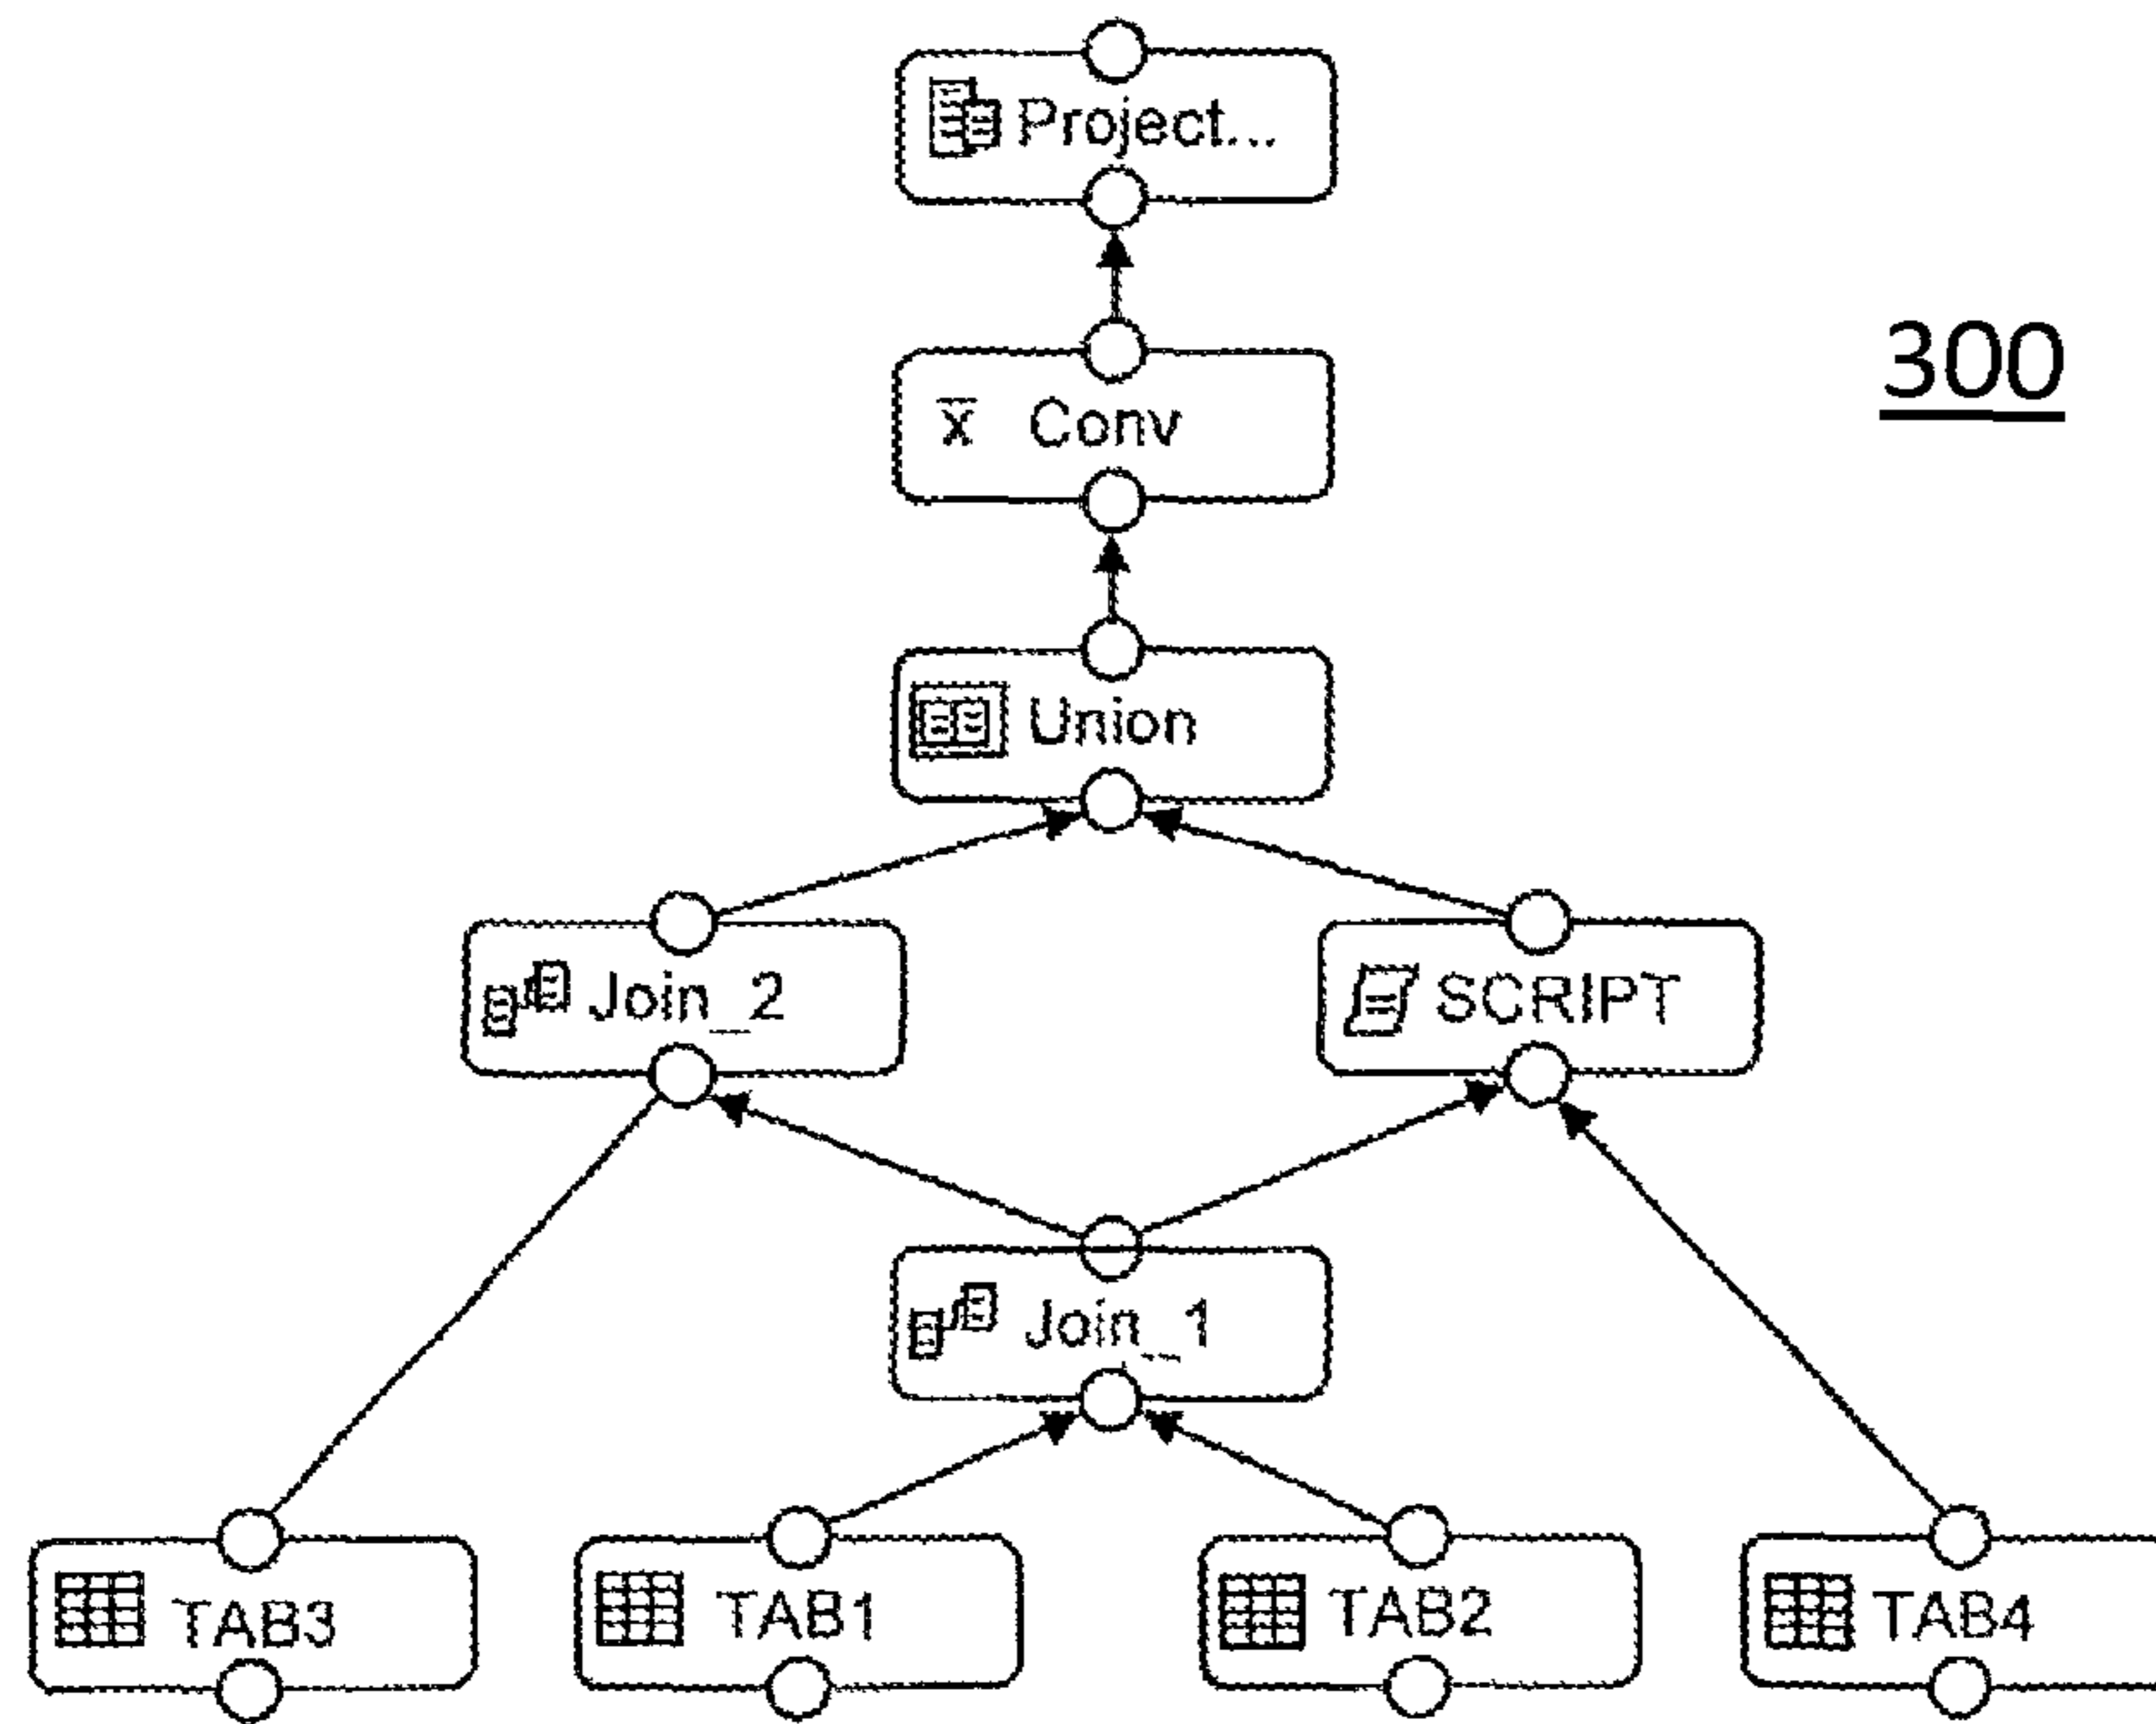 Project...
300
x̅ Conv
Union
Join_2
SCRIPT
Join_1
TAB3
TAB1
TAB2
TAB4